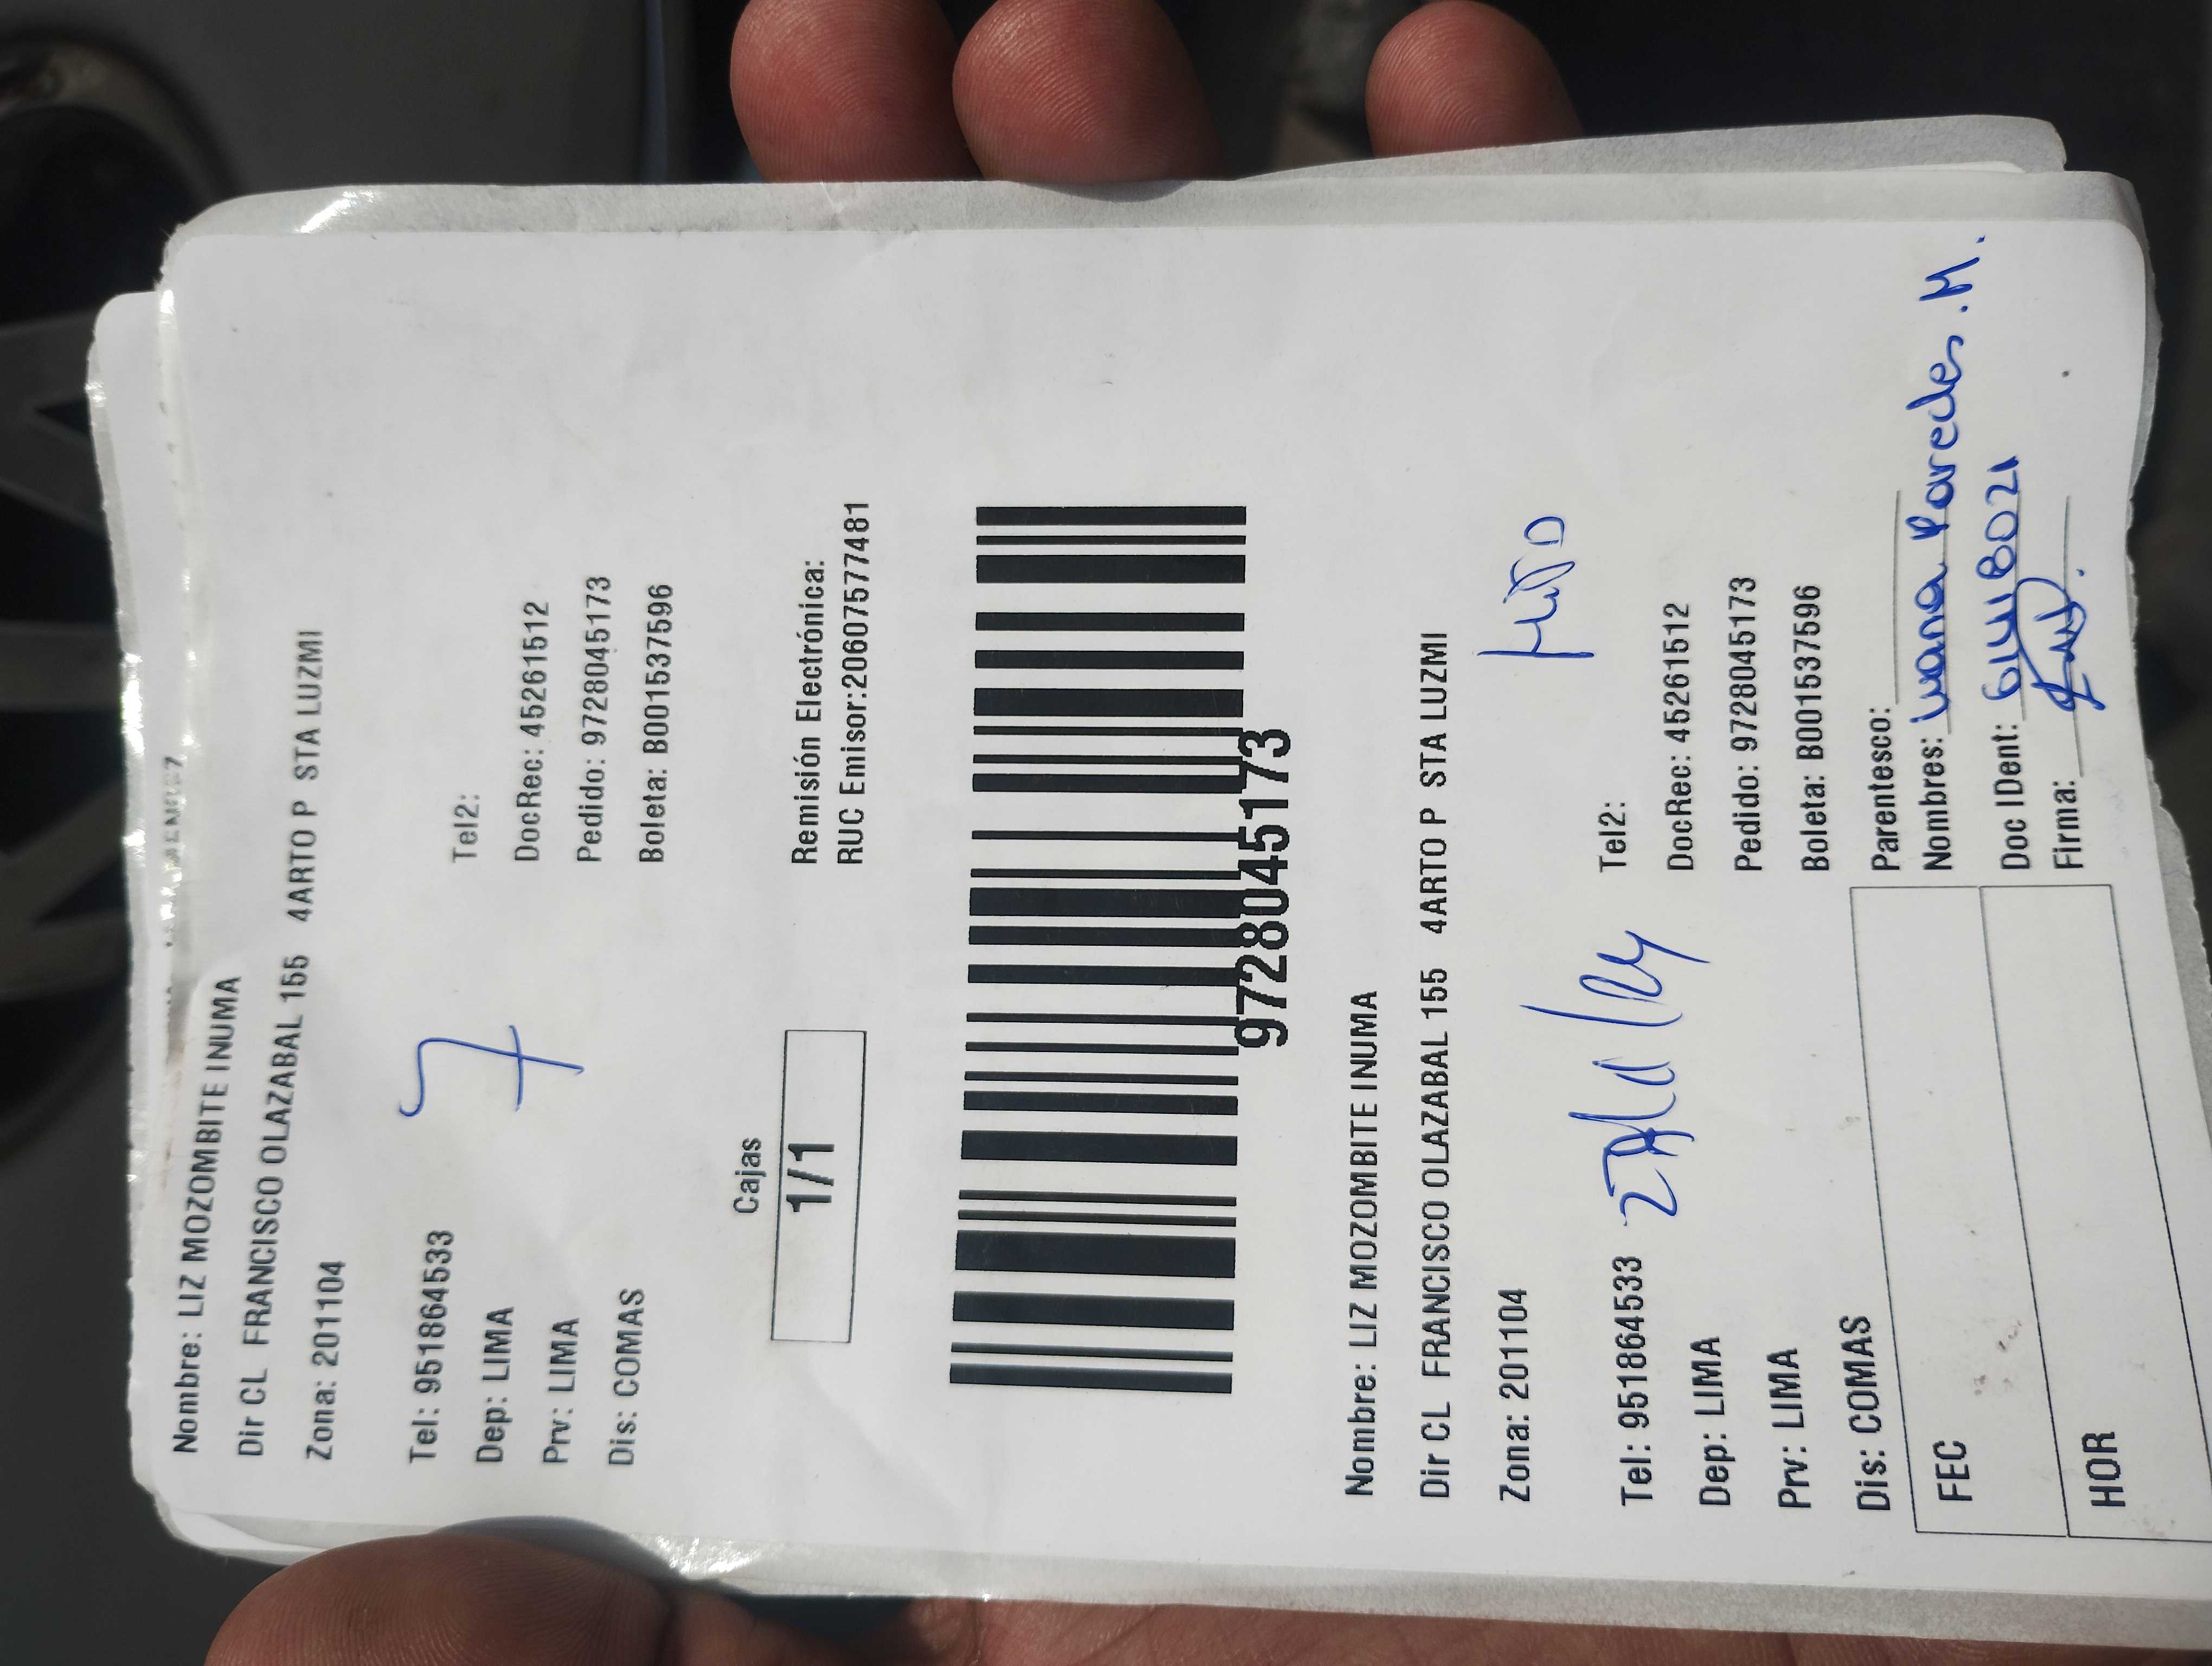 Nombre: LIZ MOZOMBITE INUMA
Dir CL FRANCISCO OLAZABAL 155 4ARTO P STA LUZMI
Zona: 201104
7
Tel: 951864533 Tel2:
Dep: LIMA DocRec: 45261512
Prv: LIMA Pedido: 9728045173
Dis: COMAS Boleta: B001537596
Cajas
1/1
Remisión Electrónica:
RUC Emisor:20607577481
9728045173
Nombre: LIZ MOZOMBITE INUMA
Dir CL FRANCISCO OLAZABAL 155 4ARTO P STA LUZMI
Zona: 201104
Tel: 951864533 Tel2:
Dep: LIMA DocRec: 45261512
Prv: LIMA Pedido: 9728045173
Dis: COMAS Boleta: B001537596
FEC
HOR
Parentesco:
Nombres: Ivana Paredes. M.
Doc IDent:
Firma: